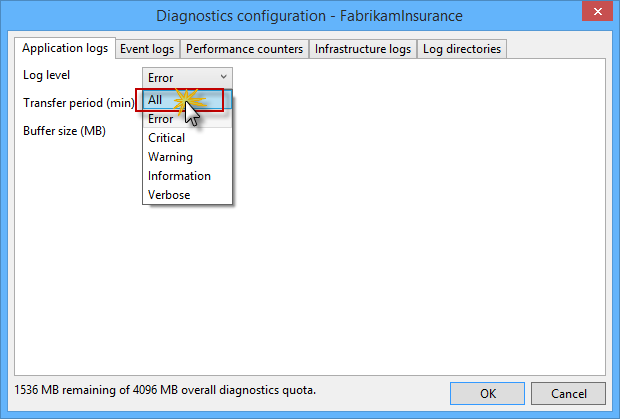 Diagnostics configuration - FabrikamInsurance
Application logs Event logs Performance counters Infrastructure logs Log directories
Log level Error
All
Transfer period (min)
Error
Buffer size (MB)
Critical
Warning
Information
Verbose
1536 MB remaining of 4096 MB overall diagnostics quota.
OK Cancel